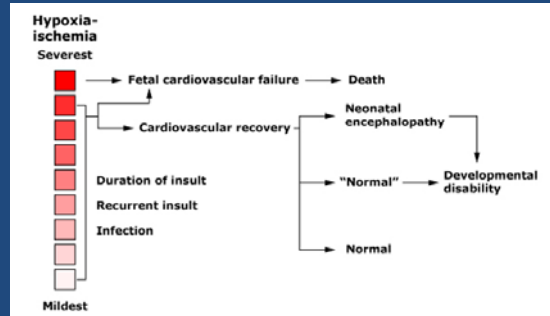 Hypoxia-
ischemia
Severest
Fetal cardiovascular failure
Death
Cardiovascular recovery
Neonatal
encephalopathy
Duration of insult
"Normal"
Developmental
disability
Recurrent insult
Infection
Normal
Mildest